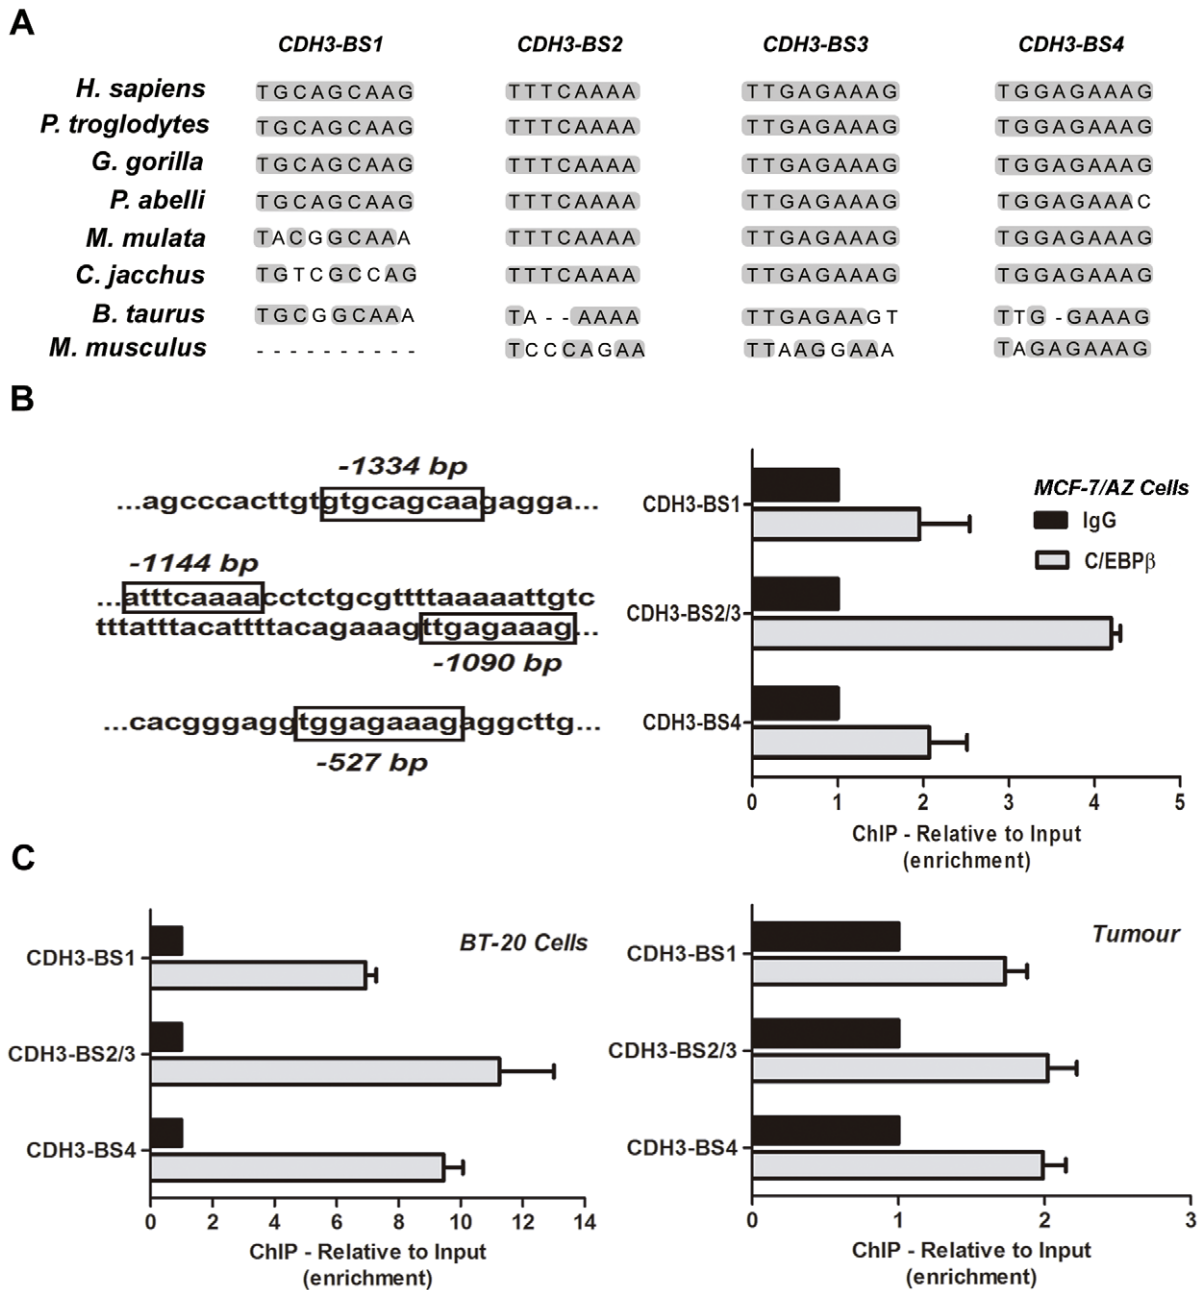 A
CDH3-BS1 CDH3-BS2 CDH3-BS3 CDH3-BS4
H. sapiens TGCAGCAAG TTTCAAAA TTGAGAAAG TGGAGAAAG
P. troglodytes TGCAGCAAG TTTCAAAA TTGAGAAAG TGGAGAAAG
G. gorilla TGCAGCAAG TTTCAAAA TTGAGAAAG TGGAGAAAG
P. abelli TGCAGCAAG TTTCAAAA TTGAGAAAG TGGAGAAAC
M. mulata TACGGCAAA TTTCAAAA TTGAGAAAG TGGAGAAAG
C. jacchus TGTCGCCAG TTTCAAAA TTGAGAAAG TGGAGAAAG
B. taurus TGCGGCAAA TA--AAAA TTGAGAAGT TTG-GAAAG
M. musculus ---------- TCCCAGAA TTAAGGAAA TAGAGAAAG
B
-1334 bp
...agcccacttgtgtgcagcaagagga...
-1144 bp
...atttcaaaacctctgcgttttaaaaattgtc
tttatttacattttacagaaagttgagaaag...
-1090 bp
...cacgggaggtggagaaagaggcttg...
-527 bp
MCF-7/AZ Cells
IgG
C/EBPβ
CDH3-BS1
CDH3-BS2/3
CDH3-BS4
0 1 2 3 4 5
ChIP - Relative to Input
(enrichment)
C
BT-20 Cells
CDH3-BS1
CDH3-BS2/3
CDH3-BS4
0 2 4 6 8 10 12 14
ChIP - Relative to Input
(enrichment)
Tumour
CDH3-BS1
CDH3-BS2/3
CDH3-BS4
0 1 2 3
ChIP - Relative to Input
(enrichment)